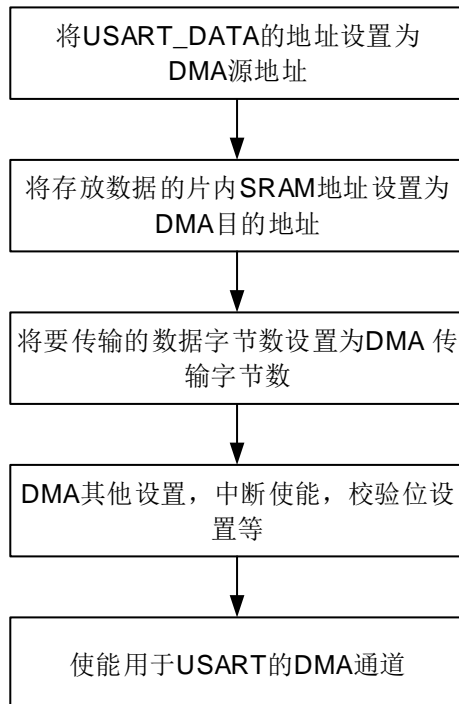 将USART_DATA的地址设置为
DMA源地址
将存放数据的片内SRAM地址设置为
DMA目的地址
将要传输的数据字节数设置为DMA 传
输字节数
DMA其他设置，中断使能，校验位设
置等
使能用于USART的DMA通道